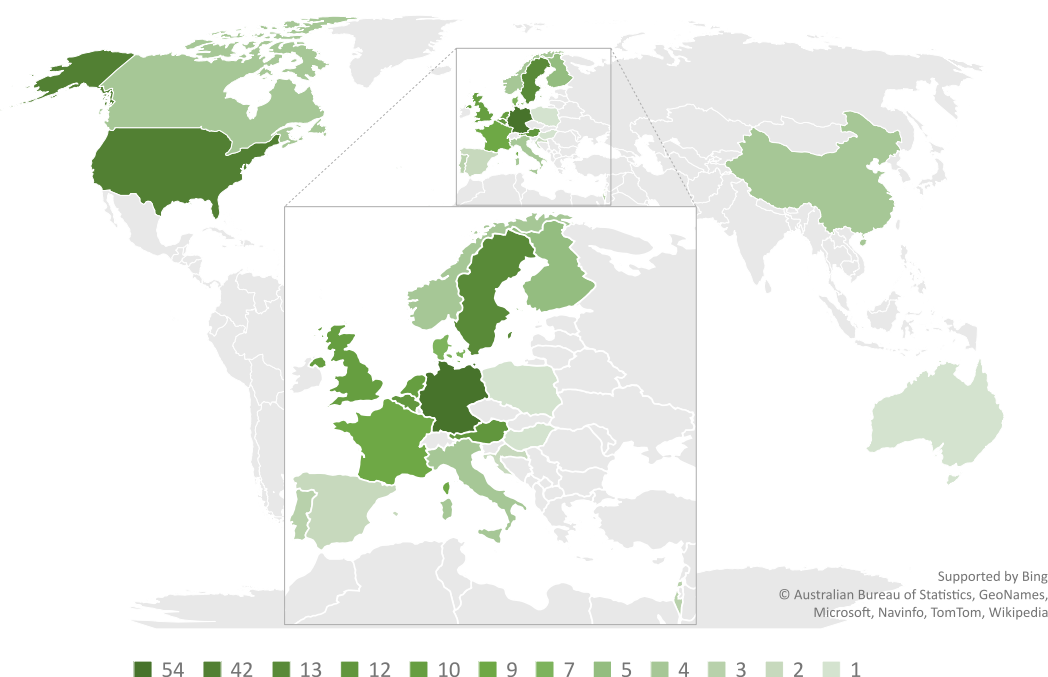 Supported by Bing
© Australian Bureau of Statistics, GeoNames,
Microsoft, Navinfo, TomTom, Wikipedia
54 42 13 12 10 9 7 5 4 3 2 1